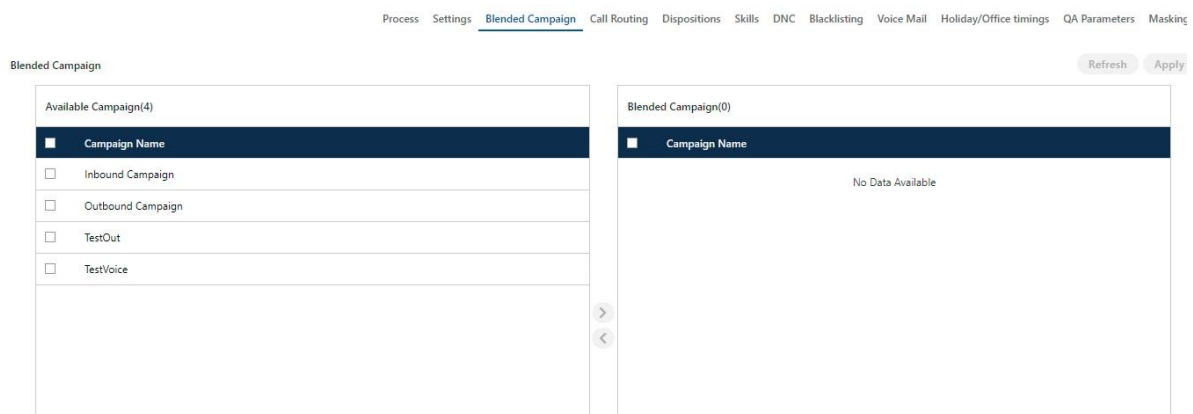 Process Settings Blended Campaign Call Routing Dispositions Skills DNC Blacklisting Voice Mail Holiday/Office timings QA Parameters Masking
Blended Campaign
Refresh Apply
Available Campaign(4)
Campaign Name
Inbound Campaign
Outbound Campaign
TestOut
TestVoice
Blended Campaign(0)
Campaign Name
No Data Available